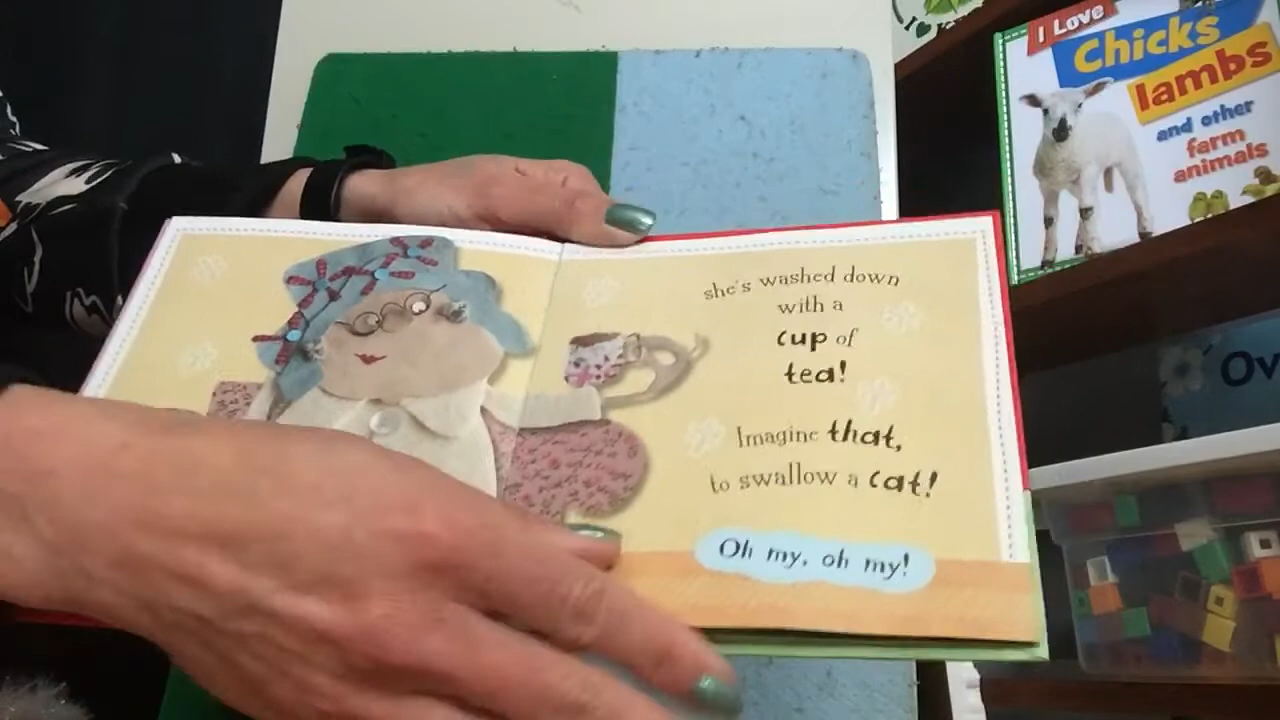 I Love
Chicks
lambs
and other
farm
animals
she's washed down
with a
cup of
tea!
Imagine that,
to swallow a cat!
Oh my, oh my!